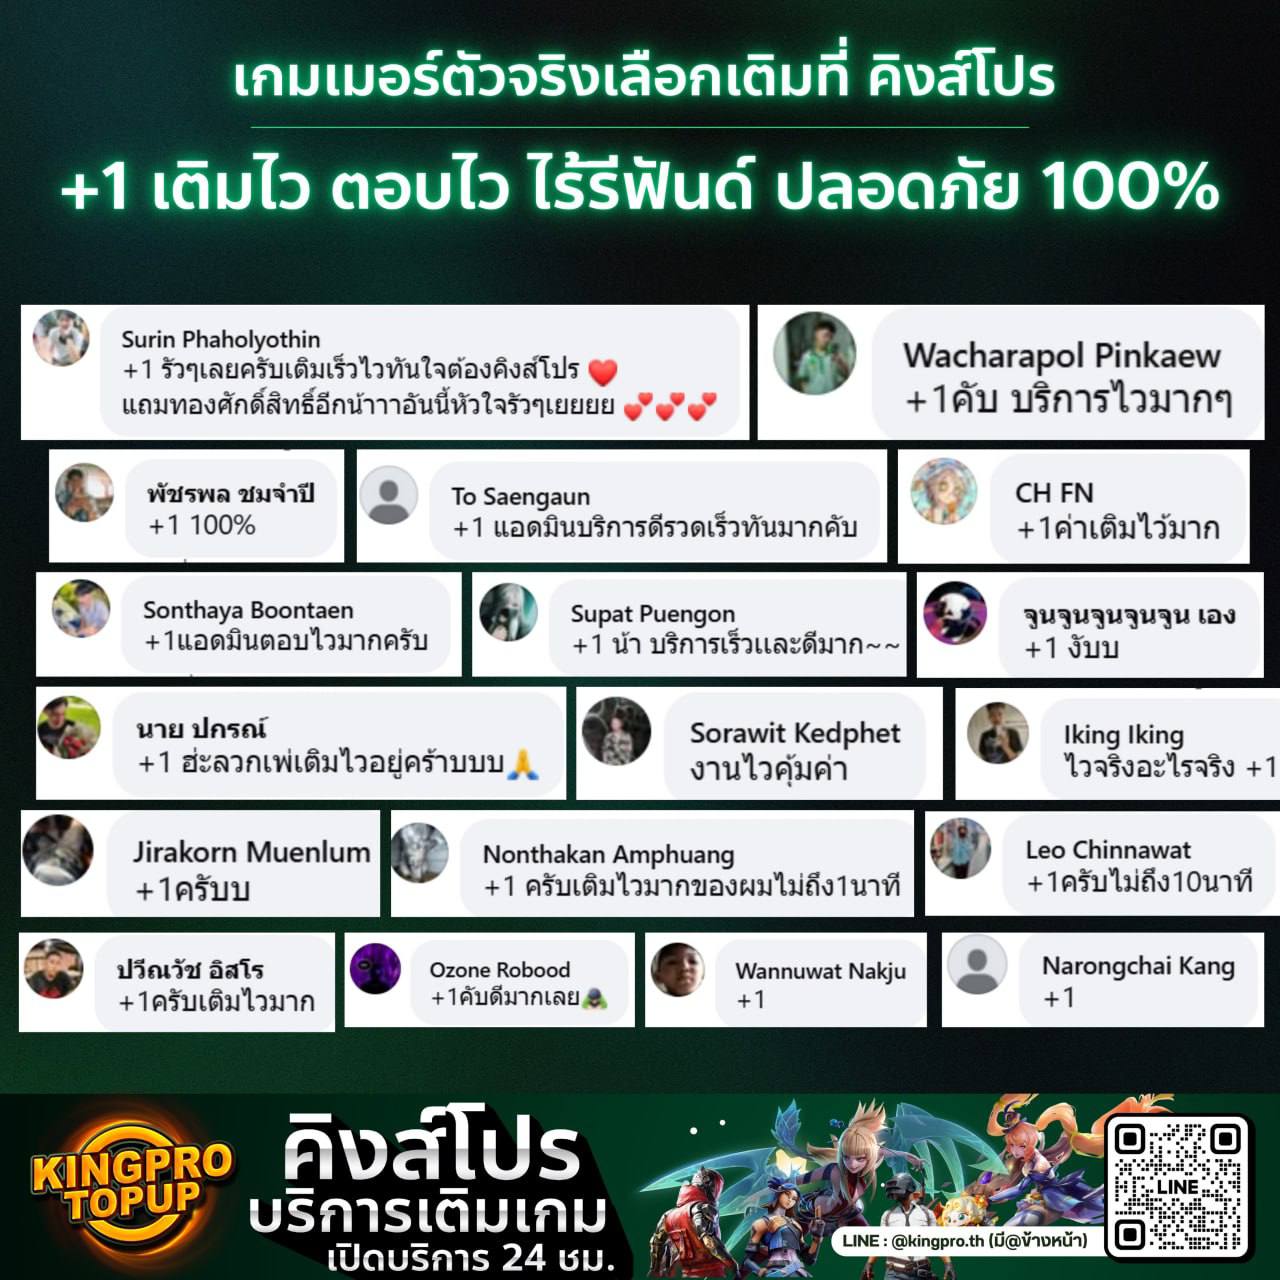 เกมเมอร์ตัวจริงเลือกเติมที่ คิงส์โปร
+1 เติมไว ตอบไว ไร้รีฟันด์ ปลอดภัย 100%
Surin Phaholyothin
+1 รัวๆเลยครับเติมเร็วไวทันใจต้องคิงส์โปร ❤️
แถมทองศักดิ์สิทธิ์อีกน้าาาอันนี้หัวใจรัวๆเยยยย 💕💕💕
Wacharapol Pinkaew
+1คับ บริการไวมากๆ
พัชรพล ชมจำปี
+1 100%
To Saengaun
+1 แอดมินบริการดีรวดเร็วทันมากคับ
CH FN
+1ค่าเติมไว้มาก
Sonthaya Boontaen
+1แอดมินตอบไวมากครับ
Supat Puengon
+1 น้า บริการเร็วและดีมาก~~
จูนจูนจูนจูนจูน เอง
+1 งับบ
นาย ปกรณ์
+1 ฮ่ะลวกเพ่เติมไวอยู่คร้าบบบ🙏
Sorawit Kedphet
งานไวคุ้มค่า
Iking Iking
ไวจริงอะไรจริง +1
Jirakorn Muenlum
+1ครับบ
Nonthakan Amphuang
+1 ครับเติมไวมากของผมไม่ถึง1นาที
Leo Chinnawat
+1ครับไม่ถึง10นาที
ปวีณวัช อิสโร
+1ครับเติมไวมาก
Ozone Robood
+1คับดีมากเลย
Wannuwat Nakju
+1
Narongchai Kang
+1
KINGPRO
TOPUP
คิงส์โปร
บริการเติมเกม
เปิดบริการ 24 ชม.
LINE : @kingpro.th (มี@ข้างหน้า)
LINE